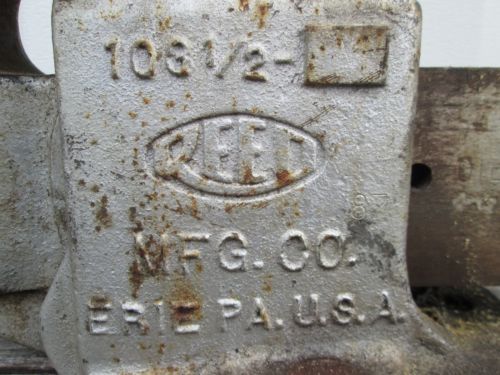 103 1/2-
REED
MFG. CO.
ERIE PA. U.S.A.